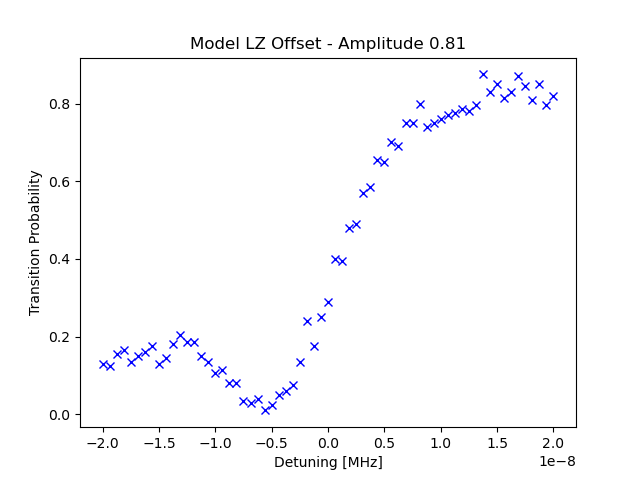 Model LZ Offset - Amplitude 0.81
Transition Probability
0.8
0.6
0.4
0.2
0.0
−2.0 −1.5 −1.0 −0.5 0.0 0.5 1.0 1.5 2.0
1e−8
Detuning [MHz]